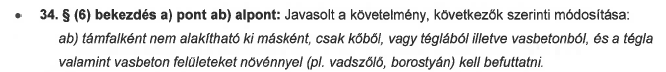 • 34. § (6) bekezdés a) pont ab) alpont: Javasolt a követelmény, következők szerinti módosítása:
ab) támfalként nem alakítható ki másként, csak kőből, vagy téglából illetve vasbetonból, és a tégla
valamint vasbeton felületeket növénnyel (pl. vadszőlő, borostyán) kell befuttatni.